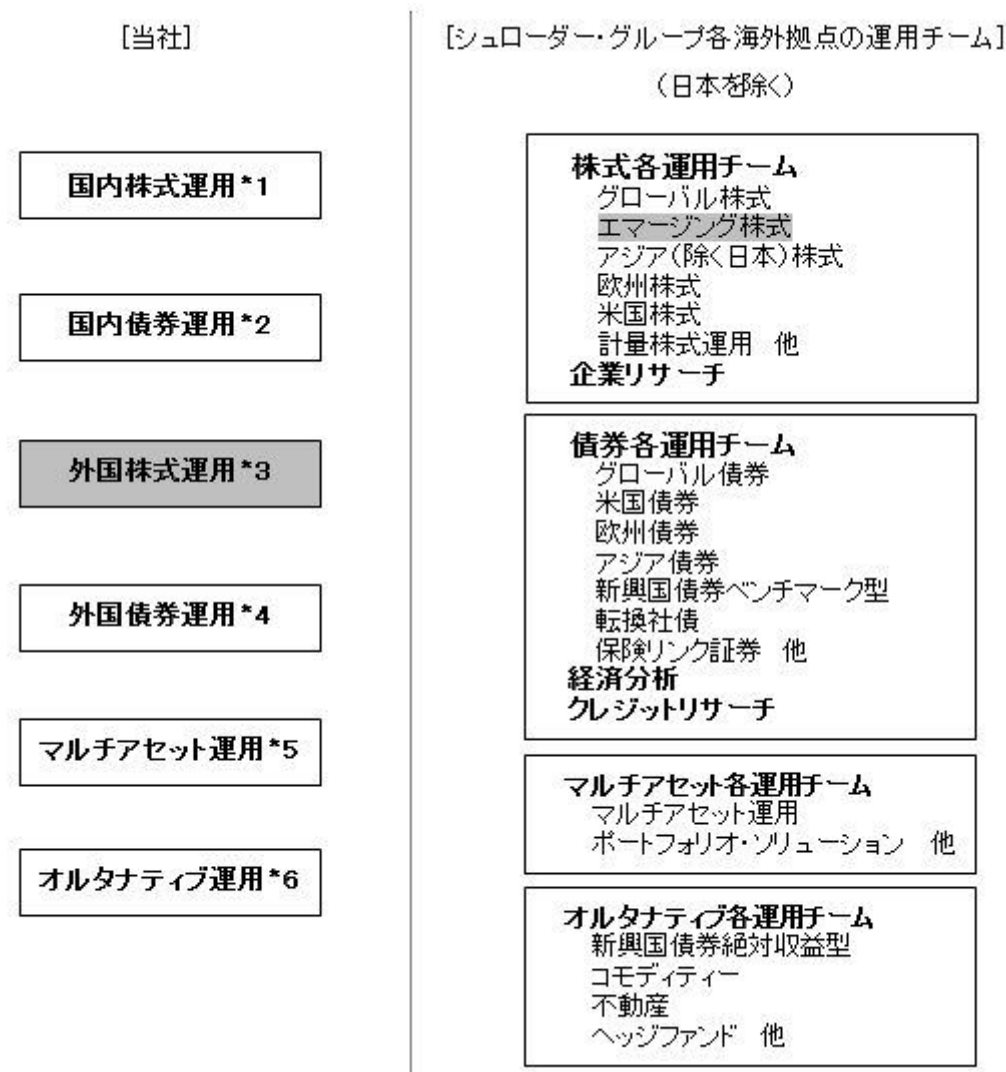 [当社]
国内株式運用*1
国内債券運用*2
外国株式運用*3
外国債券運用*4
マルチアセット運用*5
オルタナティブ運用*6
[シュローダー・グループ各海外拠点の運用チーム]
（日本を除く）
株式各運用チーム
グローバル株式
エマージング株式
アジア（除く日本）株式
欧州株式
米国株式
計量株式運用　他
企業リサーチ
債券各運用チーム
グローバル債券
米国債券
欧州債券
アジア債券
新興国債券ベンチマーク型
転換社債
保険リンク証券　他
経済分析
クレジットリサーチ
マルチアセット各運用チーム
マルチアセット運用
ポートフォリオ・ソリューション　他
オルタナティブ各運用チーム
新興国債券絶対収益型
コモディティー
不動産
ヘッジファンド　他